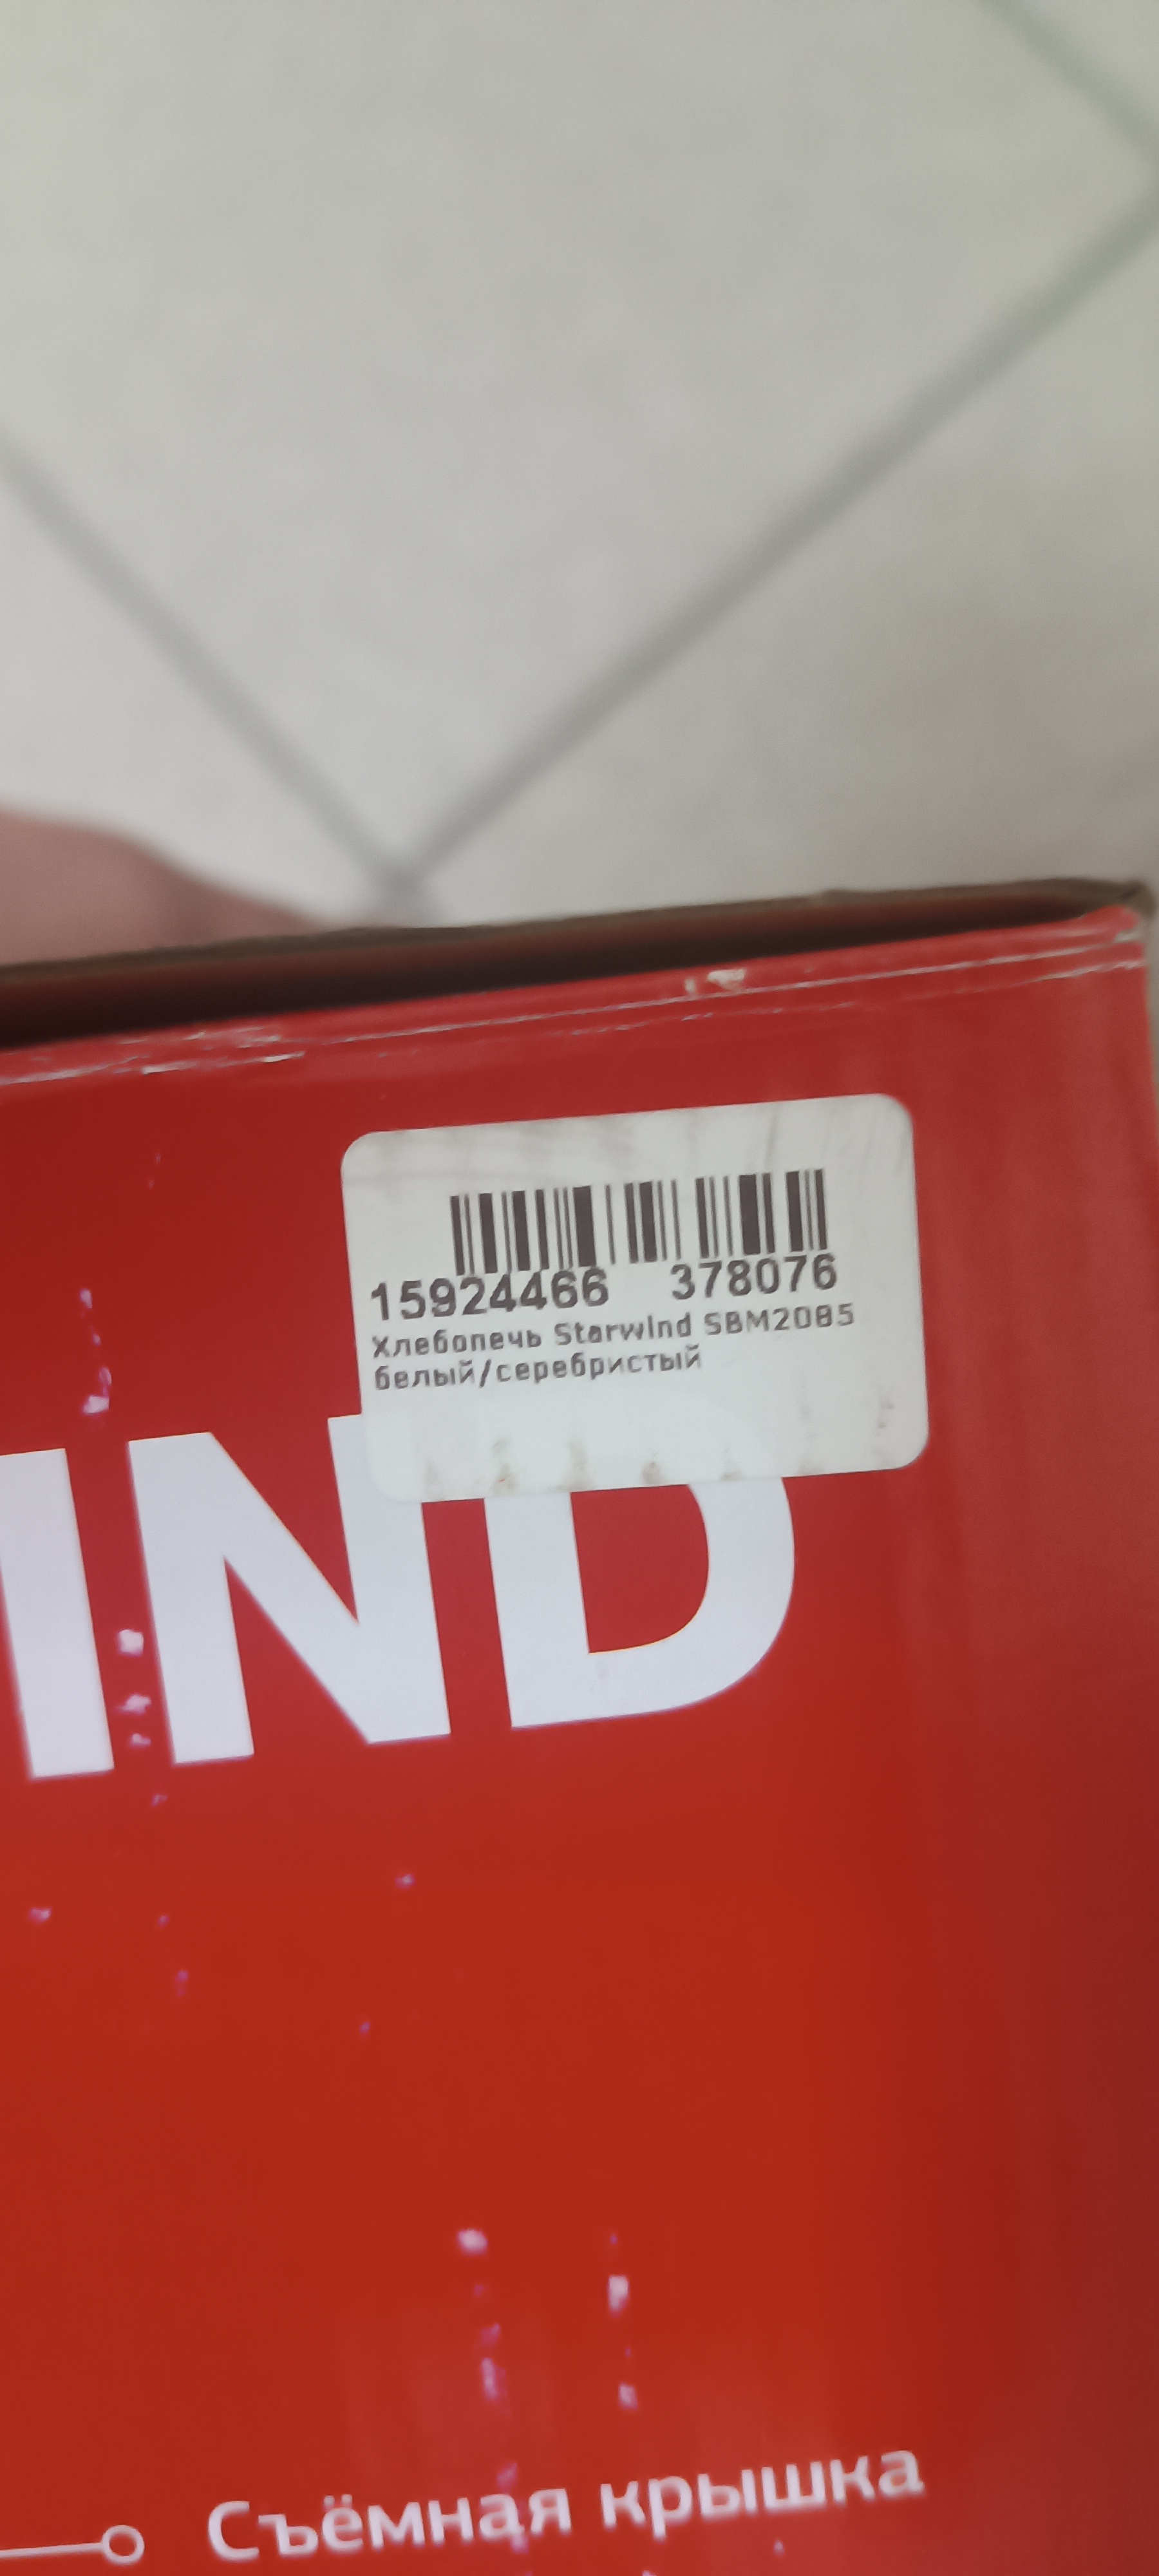 15924466 378076
Хлебопечь Starwind SBM2085
белый/серебристый
IND
Съёмная крышка